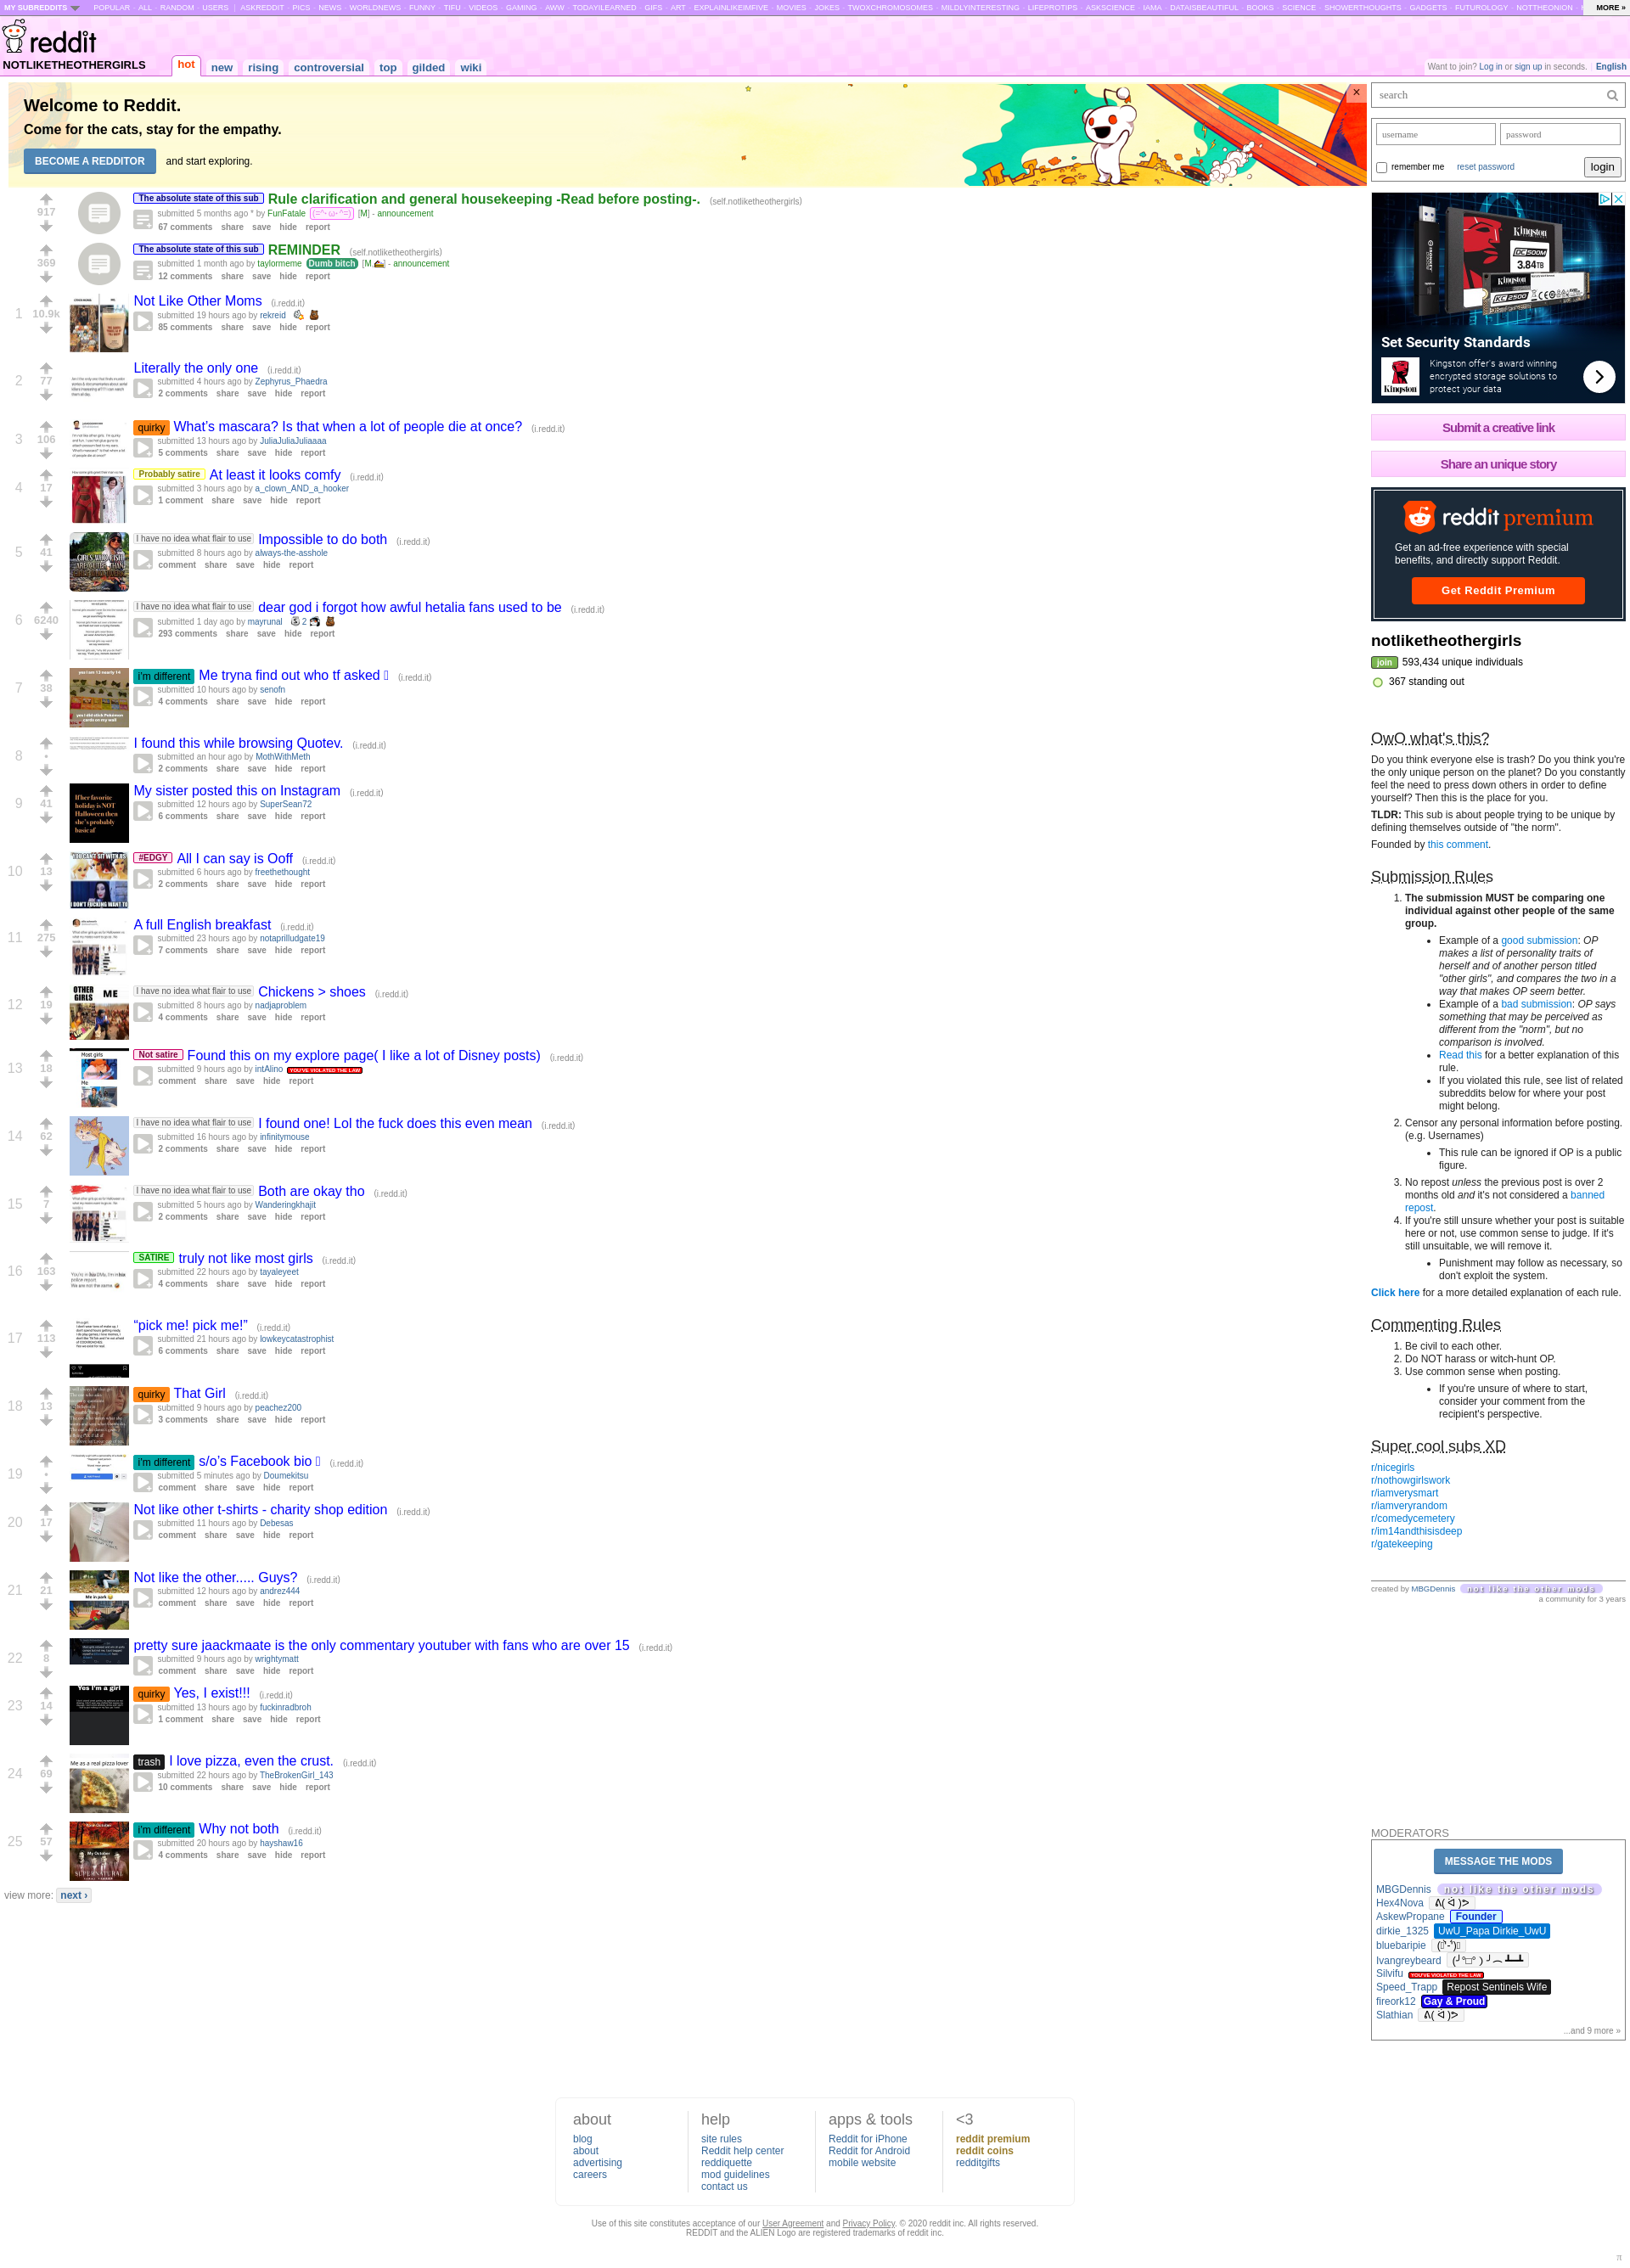 MY SUBREDDITS POPULAR - ALL - RANDOM - USERS | ASKREDDIT - PICS - NEWS - WORLDNEWS - FUNNY - TIFU - VIDEOS - GAMING - AWW - TODAYILEARNED - GIFS - ART - EXPLAINLIKEIMFIVE - MOVIES - JOKES - TWOXCHROMOSOMES - MILDLYINTERESTING - LIFEPROTIPS - ASKSCIENCE - IAMA - DATAISBEAUTIFUL - BOOKS - SCIENCE - SHOWERTHOUGHTS - GADGETS - FUTUROLOGY - NOTTHEONION MORE »
reddit
NOTLIKETHEOTHERGIRLS hot new rising controversial top gilded wiki
Want to join? Log in or sign up in seconds. | English
Welcome to Reddit.
Come for the cats, stay for the empathy.
BECOME A REDDITOR and start exploring.
917
The absolute state of this sub Rule clarification and general housekeeping -Read before posting-. (self.notliketheothergirls)
submitted 5 months ago * by FunFatale (=^･ω･^=) [M] - announcement
67 comments share save hide report
369
The absolute state of this sub REMINDER (self.notliketheothergirls)
submitted 1 month ago by taylormeme Dumb bitch [M, ] - announcement
12 comments share save hide report
1
10.9k
Not Like Other Moms (i.redd.it)
submitted 19 hours ago by rekreid
85 comments share save hide report
2
77
Literally the only one (i.redd.it)
submitted 4 hours ago by Zephyrus_Phaedra
2 comments share save hide report
3
106
quirky What's mascara? Is that when a lot of people die at once? (i.redd.it)
submitted 13 hours ago by JuliaJuliaJuliaaaa
5 comments share save hide report
4
17
Probably satire At least it looks comfy (i.redd.it)
submitted 3 hours ago by a_clown_AND_a_hooker
1 comment share save hide report
5
41
I have no idea what flair to use Impossible to do both (i.redd.it)
submitted 8 hours ago by always-the-asshole
comment share save hide report
6
6240
I have no idea what flair to use dear god i forgot how awful hetalia fans used to be (i.redd.it)
submitted 1 day ago by mayrunal 2
293 comments share save hide report
7
38
yes I am 13 nearly 14
yes I did stick Pokémon cards on my wall
i'm different Me tryna find out who tf asked (i.redd.it)
submitted 10 hours ago by senofn
4 comments share save hide report
8
•
I found this while browsing Quotev. (i.redd.it)
submitted an hour ago by MothWithMeth
2 comments share save hide report
9
41
If her favorite
holiday is NOT
Halloween then
she's probably
basic af
My sister posted this on Instagram (i.redd.it)
submitted 12 hours ago by SuperSean72
6 comments share save hide report
10
13
#EDGY All I can say is Ooff (i.redd.it)
submitted 6 hours ago by freethethought
2 comments share save hide report
11
275
A full English breakfast (i.redd.it)
submitted 23 hours ago by notaprilludgate19
7 comments share save hide report
12
19
OTHER GIRLS ME
I have no idea what flair to use Chickens > shoes (i.redd.it)
submitted 8 hours ago by nadjaproblem
4 comments share save hide report
13
18
Most girls
Me
Not satire Found this on my explore page( I like a lot of Disney posts) (i.redd.it)
submitted 9 hours ago by intAlino YOU'VE VIOLATED THE LAW
comment share save hide report
14
62
I have no idea what flair to use I found one! Lol the fuck does this even mean (i.redd.it)
submitted 16 hours ago by infinitymouse
2 comments share save hide report
15
7
I have no idea what flair to use Both are okay tho (i.redd.it)
submitted 5 hours ago by Wanderingkhajit
2 comments share save hide report
16
163
SATIRE truly not like most girls (i.redd.it)
submitted 22 hours ago by tayaleyeet
4 comments share save hide report
17
113
“pick me! pick me!” (i.redd.it)
submitted 21 hours ago by lowkeycatastrophist
6 comments share save hide report
18
13
quirky That Girl (i.redd.it)
submitted 9 hours ago by peachez200
3 comments share save hide report
19
•
i'm different s/o's Facebook bio (i.redd.it)
submitted 5 minutes ago by Doumekitsu
comment share save hide report
20
17
Not like other t-shirts - charity shop edition (i.redd.it)
submitted 11 hours ago by Debesas
comment share save hide report
21
21
Me in park
Not like the other..... Guys? (i.redd.it)
submitted 12 hours ago by andrez444
comment share save hide report
22
8
pretty sure jaackmaate is the only commentary youtuber with fans who are over 15 (i.redd.it)
submitted 9 hours ago by wrightymatt
comment share save hide report
23
14
Yes I'm a girl
quirky Yes, I exist!!! (i.redd.it)
submitted 13 hours ago by fuckinradbroh
1 comment share save hide report
24
69
Me as a real pizza lover
trash I love pizza, even the crust. (i.redd.it)
submitted 22 hours ago by TheBrokenGirl_143
10 comments share save hide report
25
57
My October
SUPERNATURAL
i'm different Why not both (i.redd.it)
submitted 20 hours ago by hayshaw16
4 comments share save hide report
view more: next ›
search
username password
remember me reset password login
Kingston
DC500M
3.84TB
KC2500
Set Security Standards
Kingston
Kingston offer's award winning
encrypted storage solutions to
protect your data
Submit a creative link
Share an unique story
reddit premium
Get an ad-free experience with special
benefits, and directly support Reddit.
Get Reddit Premium
notliketheothergirls
join 593,434 unique individuals
367 standing out
OwO what's this?
Do you think everyone else is trash? Do you think you're
the only unique person on the planet? Do you constantly
feel the need to press down others in order to define
yourself? Then this is the place for you.
TLDR: This sub is about people trying to be unique by
defining themselves outside of "the norm".
Founded by this comment.
Submission Rules
1. The submission MUST be comparing one
individual against other people of the same
group.
• Example of a good submission: OP
makes a list of personality traits of
herself and of another person titled
"other girls", and compares the two in a
way that makes OP seem better.
• Example of a bad submission: OP says
something that may be perceived as
different from the "norm", but no
comparison is involved.
• Read this for a better explanation of this
rule.
• If you violated this rule, see list of related
subreddits below for where your post
might belong.
2. Censor any personal information before posting.
(e.g. Usernames)
• This rule can be ignored if OP is a public
figure.
3. No repost unless the previous post is over 2
months old and it's not considered a banned
repost.
4. If you're still unsure whether your post is suitable
here or not, use common sense to judge. If it's
still unsuitable, we will remove it.
• Punishment may follow as necessary, so
don't exploit the system.
Click here for a more detailed explanation of each rule.
Commenting Rules
1. Be civil to each other.
2. Do NOT harass or witch-hunt OP.
3. Use common sense when posting.
• If you're unsure of where to start,
consider your comment from the
recipient's perspective.
Super cool subs XD
r/nicegirls
r/nothowgirlswork
r/iamverysmart
r/iamveryrandom
r/comedycemetery
r/im14andthisisdeep
r/gatekeeping
created by MBGDennis not like the other mods
a community for 3 years
MODERATORS
MESSAGE THE MODS
MBGDennis not like the other mods
Hex4Nova
AskewPropane Founder
dirkie_1325 UwU_Papa Dirkie_UwU
bluebaripie
Ivangreybeard (╯°□°)╯︵ ┻━┻
Silvifu YOU'VE VIOLATED THE LAW
Speed_Trapp Repost Sentinels Wife
fireork12 Gay & Proud
Slathian
...and 9 more »
about
blog
about
advertising
careers
help
site rules
Reddit help center
reddiquette
mod guidelines
contact us
apps & tools
Reddit for iPhone
Reddit for Android
mobile website
<3
reddit premium
reddit coins
redditgifts
Use of this site constitutes acceptance of our User Agreement and Privacy Policy. © 2020 reddit inc. All rights reserved.
REDDIT and the ALIEN Logo are registered trademarks of reddit inc.
π